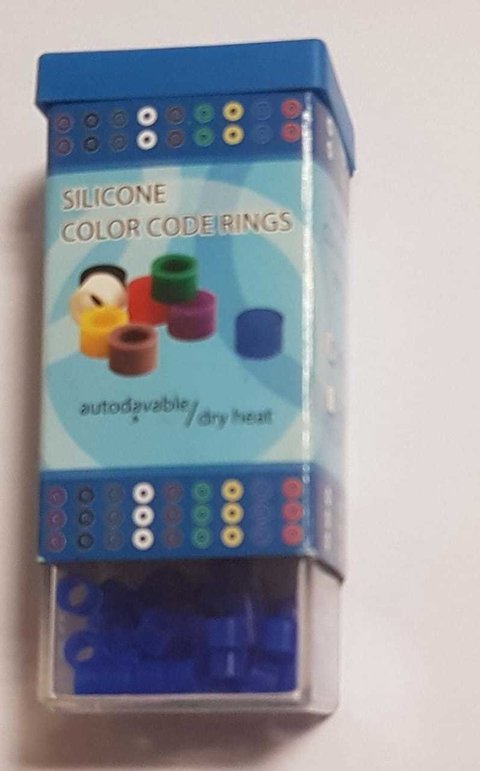 SILICONE
COLOR CODE RINGS
autoclavable/dry heat